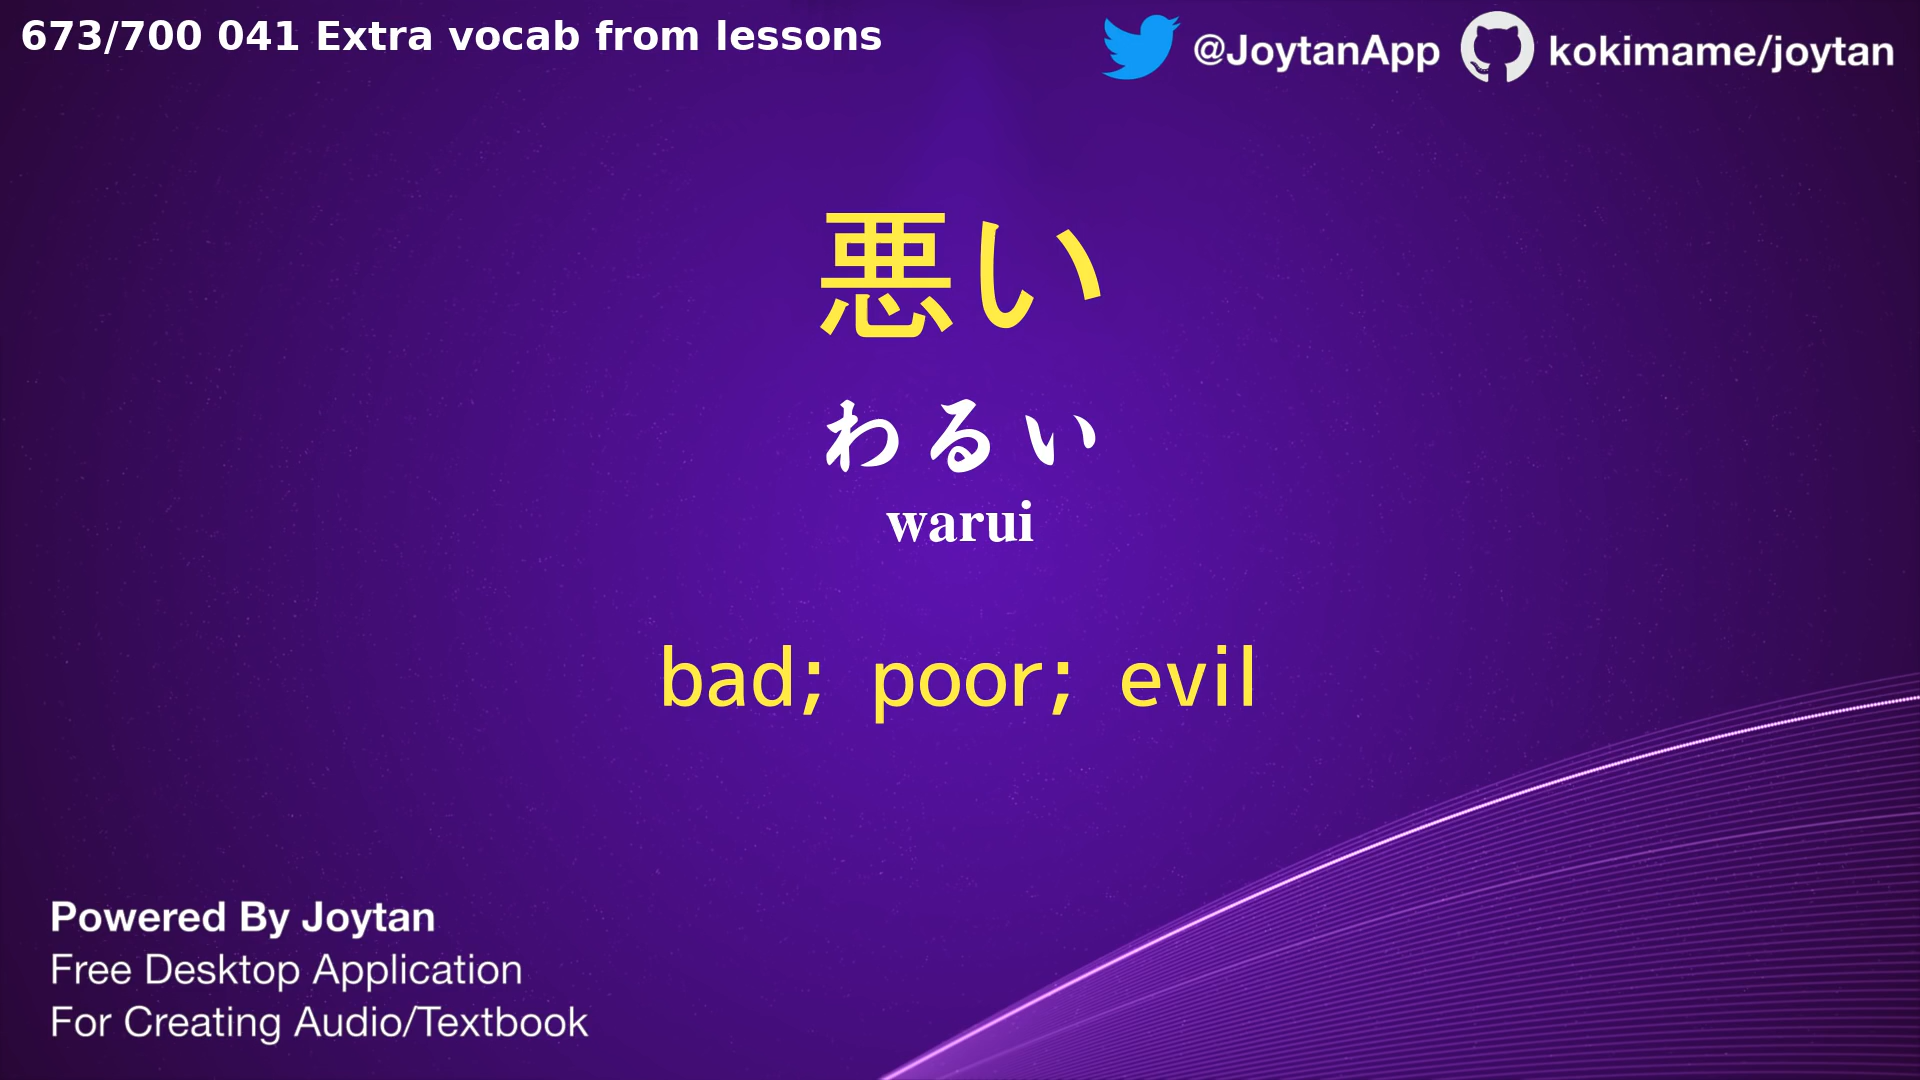 673/700 041 Extra vocab from lessons
@JoytanApp kokimame/joytan
悪い
わるい
warui
bad; poor; evil
Powered By Joytan
Free Desktop Application
For Creating Audio/Textbook